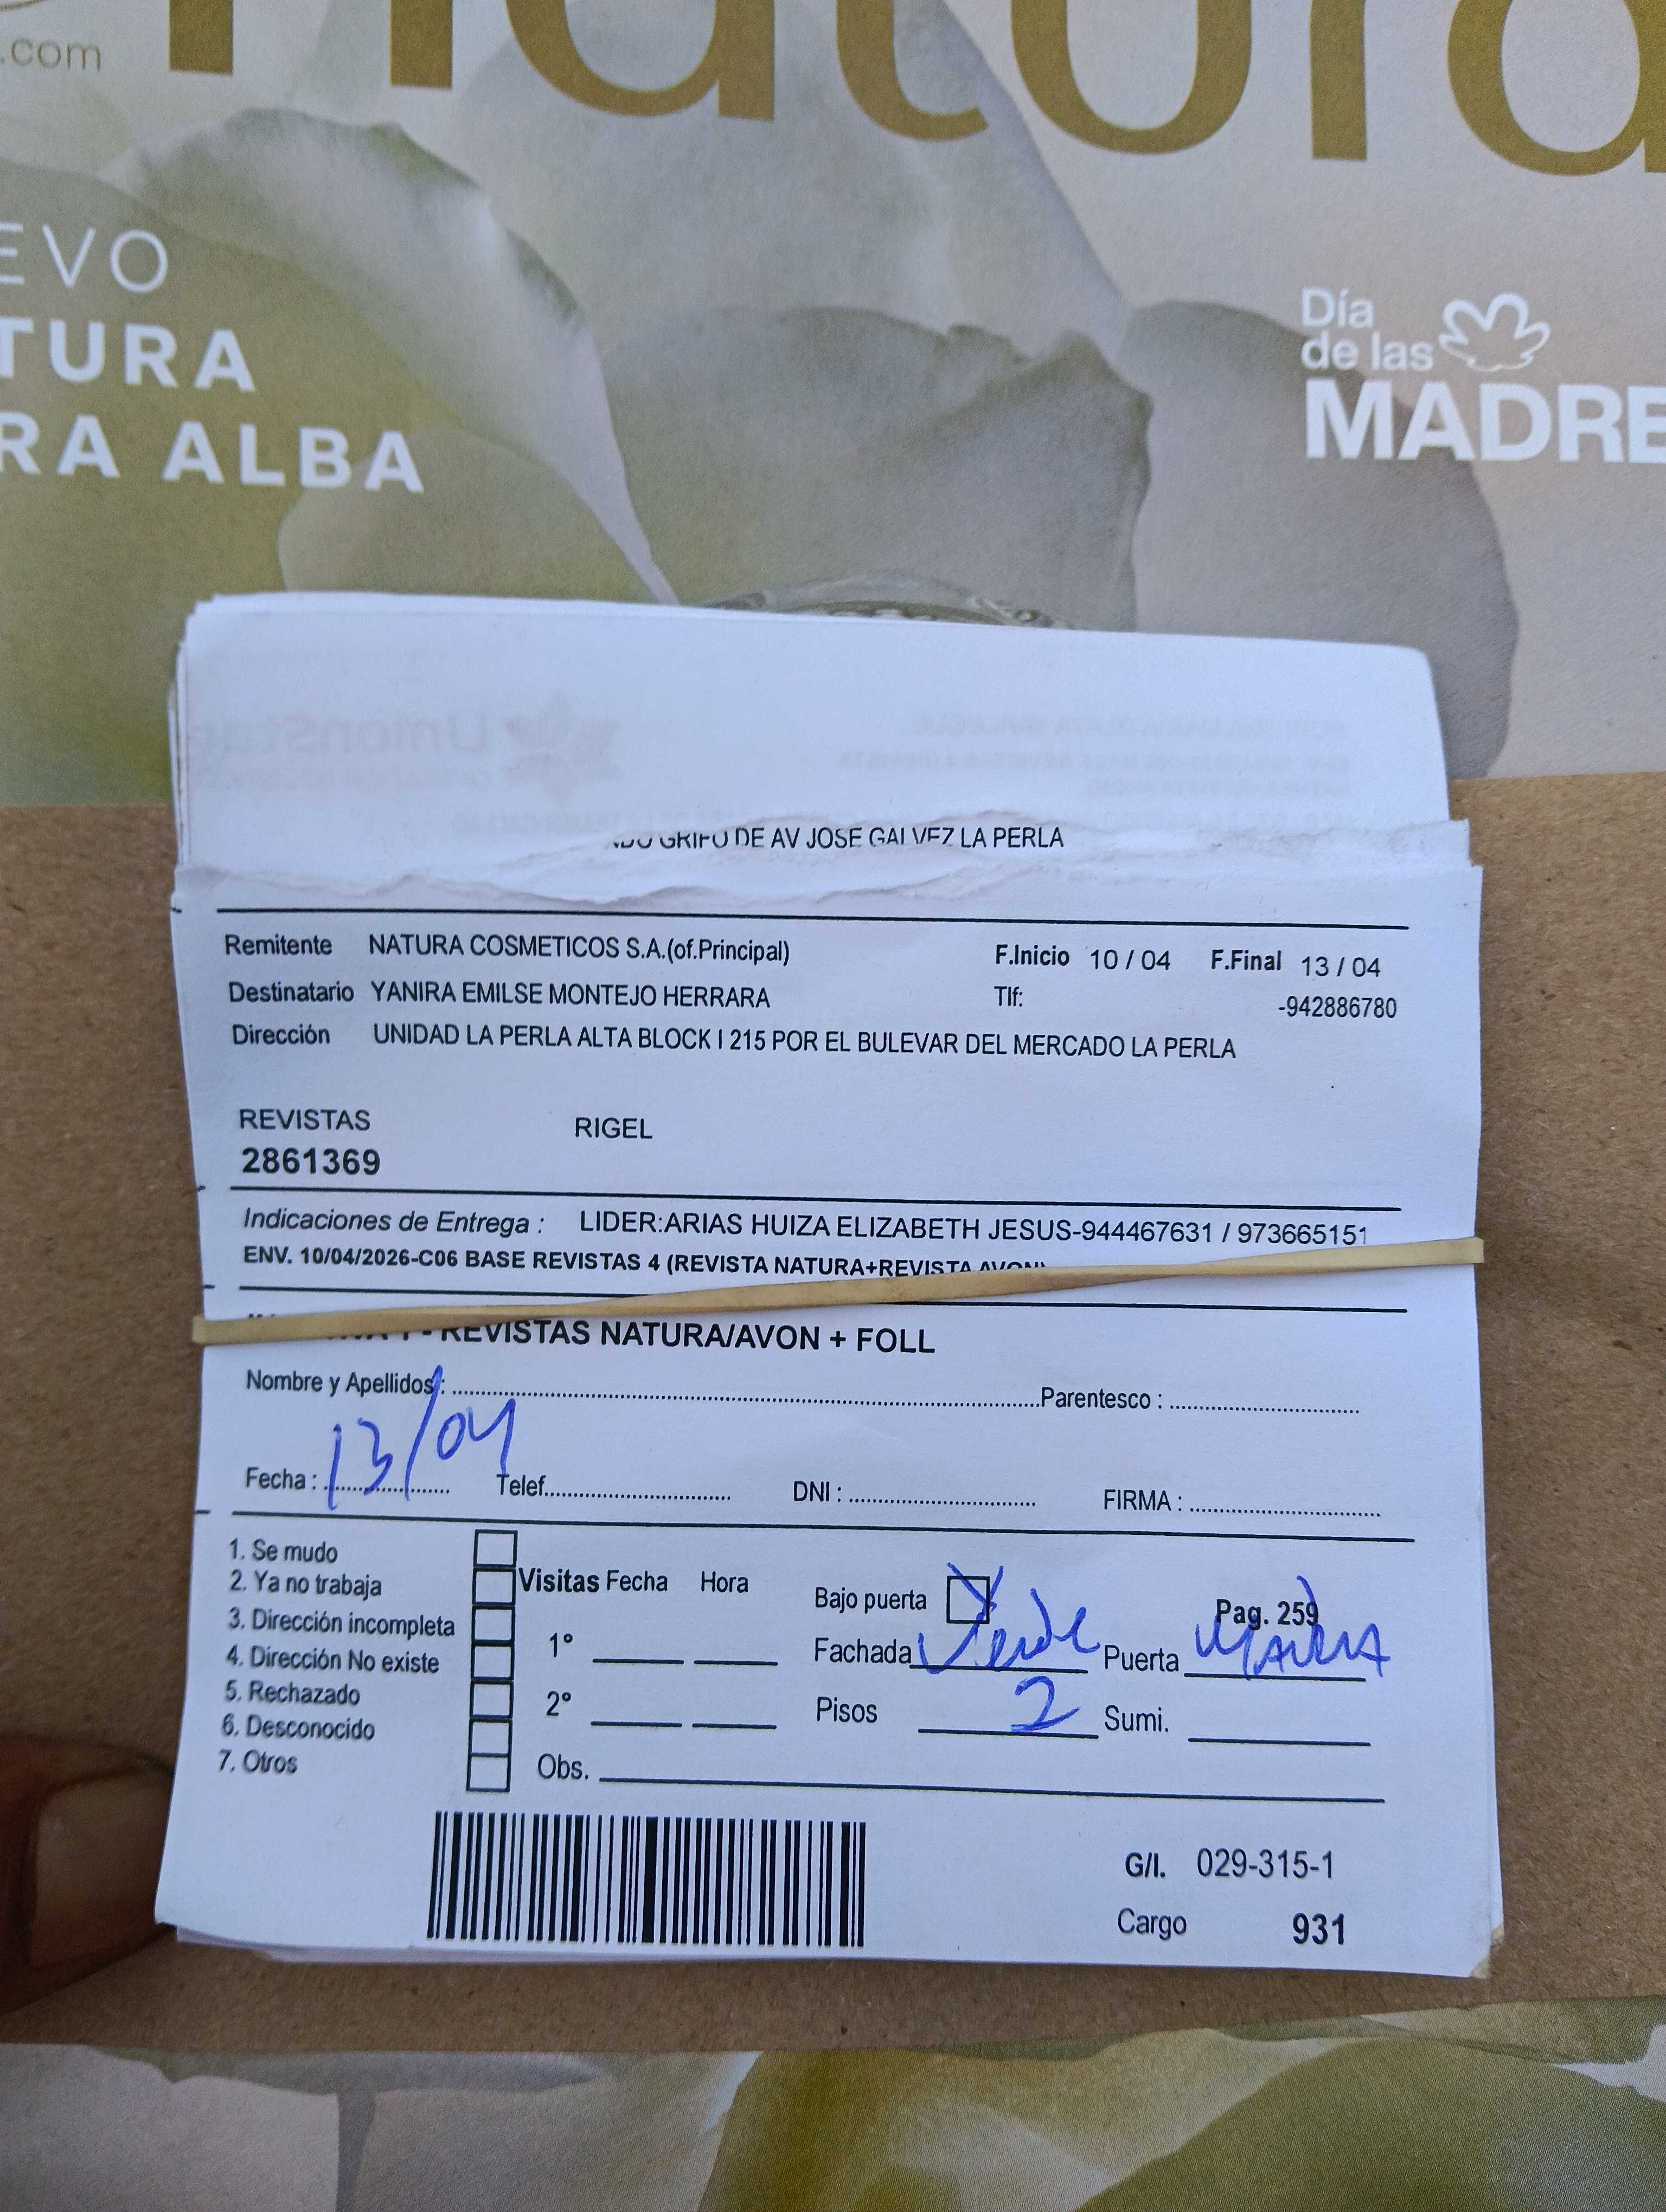 .com
natura
EVO
TURA
RA ALBA
Día
de las
MADRE
UnionStar
GRIFO DE AV JOSE GALVEZ LA PERLA
Remitente NATURA COSMETICOS S.A.(of.Principal) F.Inicio 10 / 04 F.Final 13 / 04
Destinatario YANIRA EMILSE MONTEJO HERRARA Tlf: -942886780
Dirección UNIDAD LA PERLA ALTA BLOCK I 215 POR EL BULEVAR DEL MERCADO LA PERLA
REVISTAS RIGEL
2861369
Indicaciones de Entrega : LIDER:ARIAS HUIZA ELIZABETH JESUS-944467631 / 973665151
ENV. 10/04/2026-C06 BASE REVISTAS 4 (REVISTA NATURA+REVISTA AVON)
- REVISTAS NATURA/AVON + FOLL
Nombre y Apellidos : Parentesco :
Fecha : 13/04 Telef. DNI : FIRMA :
1. Se mudo
2. Ya no trabaja
3. Dirección incompleta
4. Dirección No existe
5. Rechazado
6. Desconocido
7. Otros
Visitas Fecha Hora
1°
2°
Obs.
Bajo puerta X Pag. 259
Fachada Verde Puerta
Pisos 2 Sumi.
G/I. 029-315-1
Cargo 931